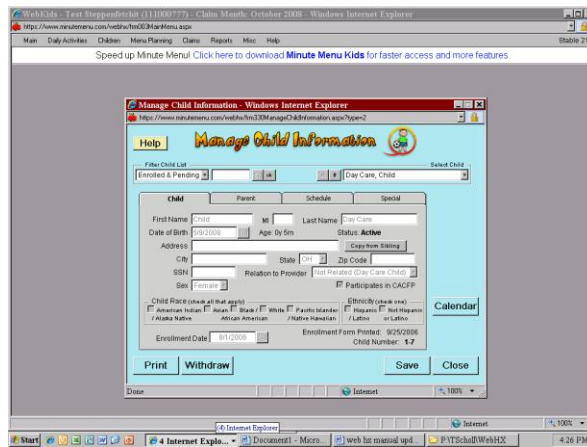 WebKids - Test Steppenfetchit (111000777) - Claim Month: October 2008 - Windows Internet Explorer
https://www.minutemenu.com/webhx/frm003MainMenu.aspx
Main Daily Activities Children Menu Planning Claims Reports Misc Help
Speed up Minute Menu! Click here to download Minute Menu Kids for faster access and more features.
Manage Child Information - Windows Internet Explorer
https://www.minutemenu.com/webhx/frm330ManageChildInformation.aspx?type=2
Help Manage Child Information
Filter Child List Select Child
Enrolled & Pending Day Care, Child
Child Parent Schedule Special
First Name Child MI Last Name Day Care
Date of Birth 5/9/2008 Age: 0y 5m Status: Active
Address Copy from Sibling
City State OH Zip Code
SSN Relation to Provider Not Related (Day Care Child)
Sex Female Participates in CACFP
Child Race (check all that apply) Ethnicity (check one)
American Indian Asian Black / White Pacific Islander Hispanic Not Hispanic
/ Alaska Native African American / Native Hawaiian / Latino or Latino
Calendar
Enrollment Date 9/1/2008 Enrollment Form Printed: 9/25/2008
Child Number: 1-7
Print Withdraw Save Close
Done Internet 100%
Internet 100%
(4) Internet Explorer
Start 4 Internet Explo... Document1 - Micro... web hx manual upd... P:\TScholl\WebHX 4:26 PM